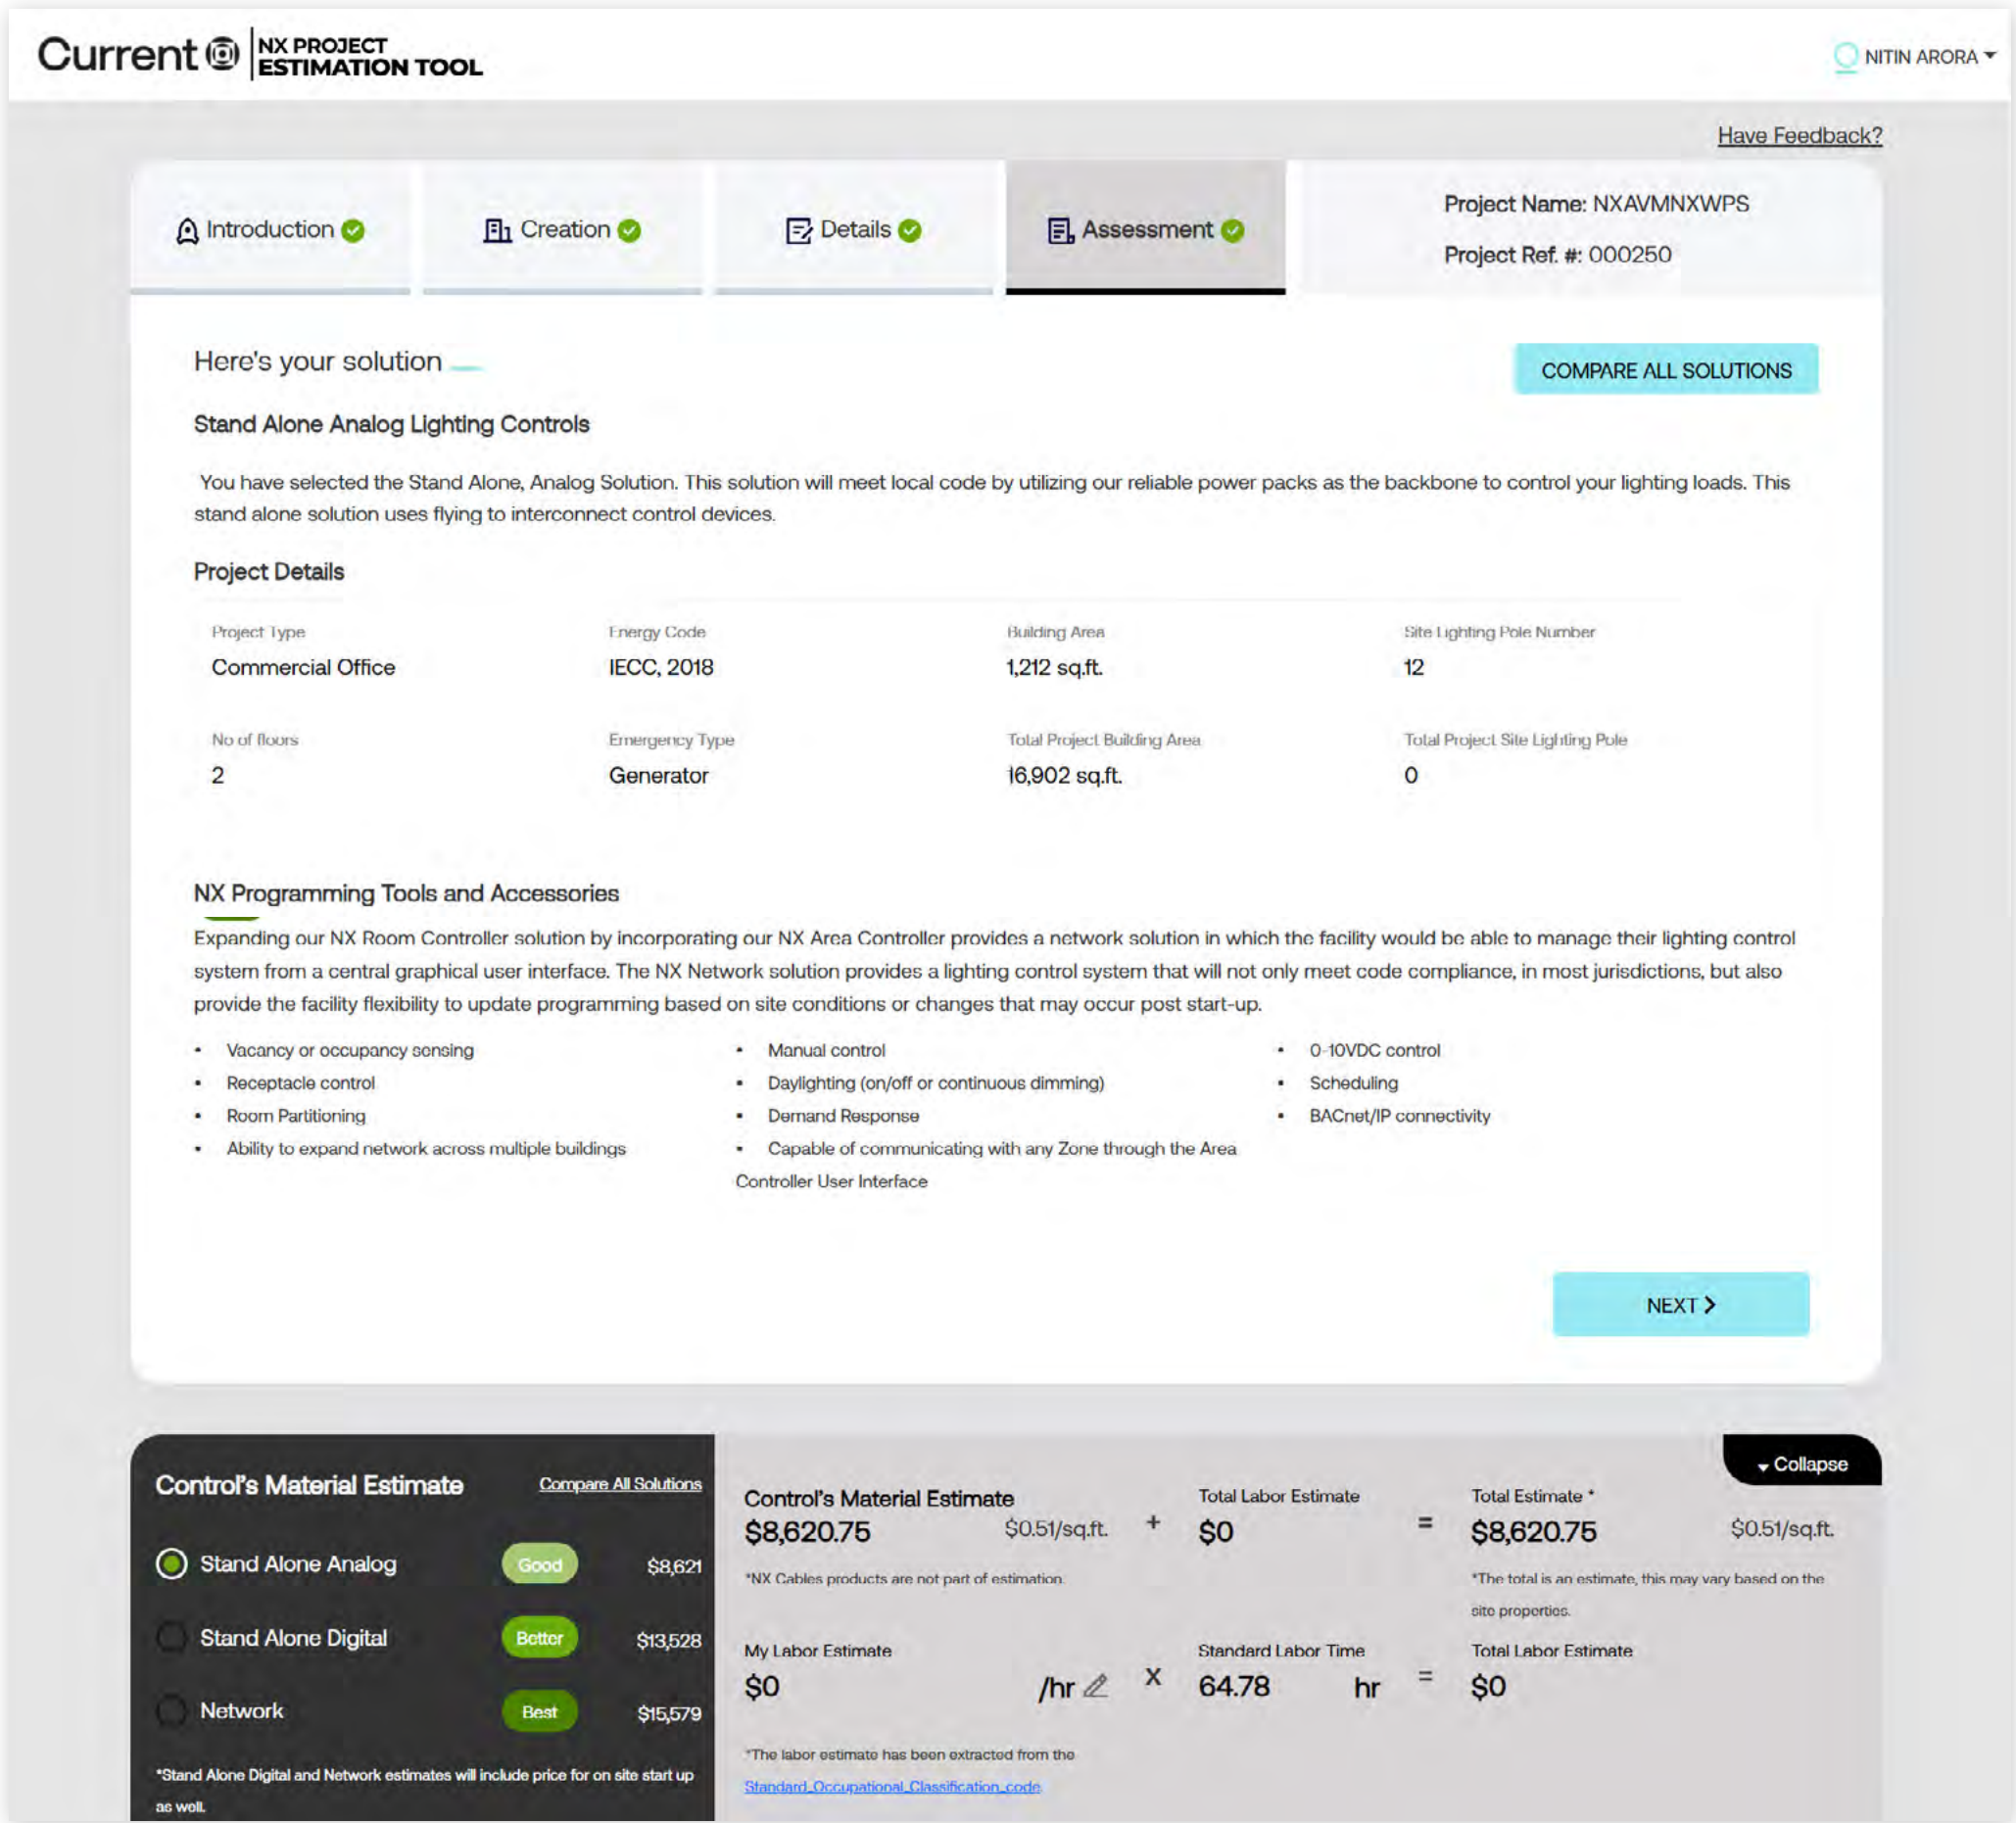 Current
NX PROJECT
ESTIMATION TOOL
NITIN ARORA
Have Feedback?
Introduction
Creation
Details
Assessment
Project Name: NXAVMNXWPS
Project Ref. #: 000250
Here's your solution
COMPARE ALL SOLUTIONS
Stand Alone Analog Lighting Controls
You have selected the Stand Alone, Analog Solution. This solution will meet local code by utilizing our reliable power packs as the backbone to control your lighting loads. This
stand alone solution uses flying to interconnect control devices.
Project Details
Project Type
Energy Code
Building Area
Site Lighting Pole Number
Commercial Office
IECC, 2018
1,212 sq.ft.
12
No of floors
Emergency Type
Total Project Building Area
Total Project Site Lighting Pole
2
Generator
16,902 sq.ft.
0
NX Programming Tools and Accessories
Expanding our NX Room Controller solution by incorporating our NX Area Controller provides a network solution in which the facility would be able to manage their lighting control
system from a central graphical user interface. The NX Network solution provides a lighting control system that will not only meet code compliance, in most jurisdictions, but also
provide the facility flexibility to update programming based on site conditions or changes that may occur post start-up.
• Vacancy or occupancy sensing
• Receptacle control
• Room Partitioning
• Ability to expand network across multiple buildings
• Manual control
• Daylighting (on/off or continuous dimming)
• Demand Response
• Capable of communicating with any Zone through the Area
Controller User Interface
• 0-10VDC control
• Scheduling
• BACnet/IP connectivity
NEXT
Control's Material Estimate
Compare All Solutions
Stand Alone Analog
Good
$8,621
Stand Alone Digital
Better
$13,528
Network
Best
$15,579
*Stand Alone Digital and Network estimates will include price for on site start up
as well.
Collapse
Control's Material Estimate
$8,620.75
$0.51/sq.ft.
*NX Cables products are not part of estimation.
+
Total Labor Estimate
$0
=
Total Estimate *
$8,620.75
$0.51/sq.ft.
*The total is an estimate, this may vary based on the
site properties.
My Labor Estimate
$0
/hr
X
Standard Labor Time
64.78
hr
=
Total Labor Estimate
$0
*The labor estimate has been extracted from the
Standard_Occupational_Classification_code.